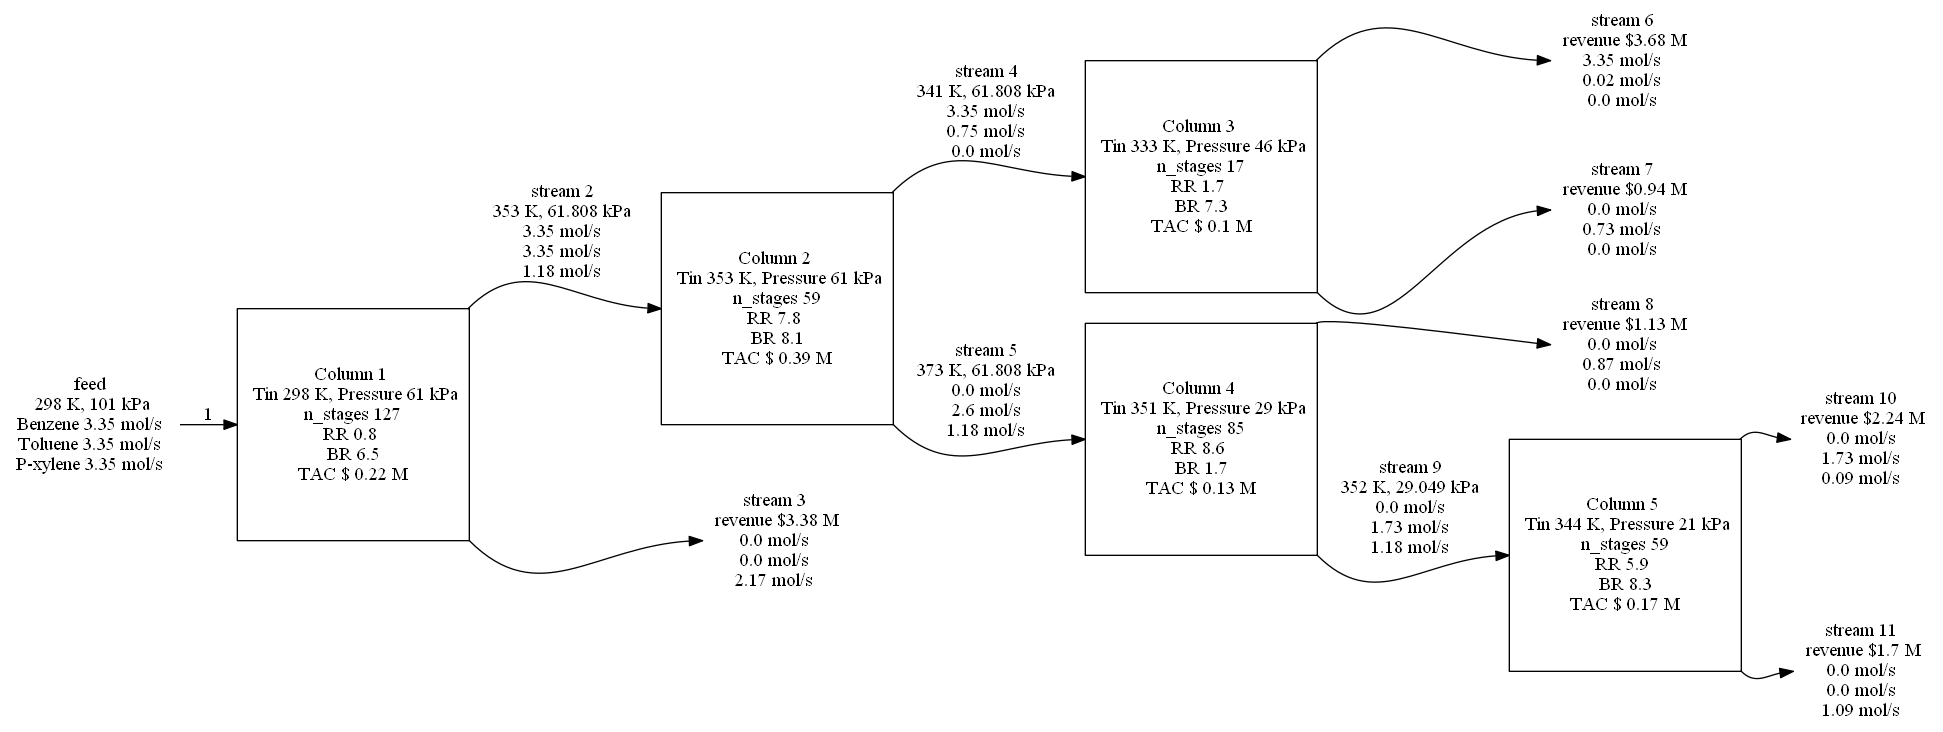 feed
298 K, 101 kPa
Benzene 3.35 mol/s
Toluene 3.35 mol/s
P-xylene 3.35 mol/s
1
Column 1
Tin 298 K, Pressure 61 kPa
n_stages 127
RR 0.8
BR 6.5
TAC $ 0.22 M
stream 2
353 K, 61.808 kPa
3.35 mol/s
3.35 mol/s
1.18 mol/s
stream 3
revenue $3.38 M
0.0 mol/s
0.0 mol/s
2.17 mol/s
Column 2
Tin 353 K, Pressure 61 kPa
n_stages 59
RR 7.8
BR 8.1
TAC $ 0.39 M
stream 4
341 K, 61.808 kPa
3.35 mol/s
0.75 mol/s
0.0 mol/s
stream 5
373 K, 61.808 kPa
0.0 mol/s
2.6 mol/s
1.18 mol/s
Column 3
Tin 333 K, Pressure 46 kPa
n_stages 17
RR 1.7
BR 7.3
TAC $ 0.1 M
stream 6
revenue $3.68 M
3.35 mol/s
0.02 mol/s
0.0 mol/s
stream 7
revenue $0.94 M
0.0 mol/s
0.73 mol/s
0.0 mol/s
Column 4
Tin 351 K, Pressure 29 kPa
n_stages 85
RR 8.6
BR 1.7
TAC $ 0.13 M
stream 8
revenue $1.13 M
0.0 mol/s
0.87 mol/s
0.0 mol/s
stream 9
352 K, 29.049 kPa
0.0 mol/s
1.73 mol/s
1.18 mol/s
Column 5
Tin 344 K, Pressure 21 kPa
n_stages 59
RR 5.9
BR 8.3
TAC $ 0.17 M
stream 10
revenue $2.24 M
0.0 mol/s
1.73 mol/s
0.09 mol/s
stream 11
revenue $1.7 M
0.0 mol/s
0.0 mol/s
1.09 mol/s